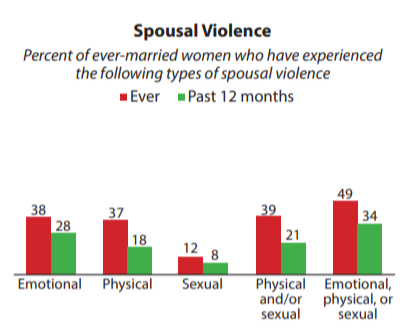 Spousal Violence
Percent of ever-married women who have experienced
the following types of spousal violence
Ever Past 12 months
38 28 37 18 12 8 39 21 49 34
Emotional Physical Sexual Physical and/or sexual Emotional, physical, or sexual